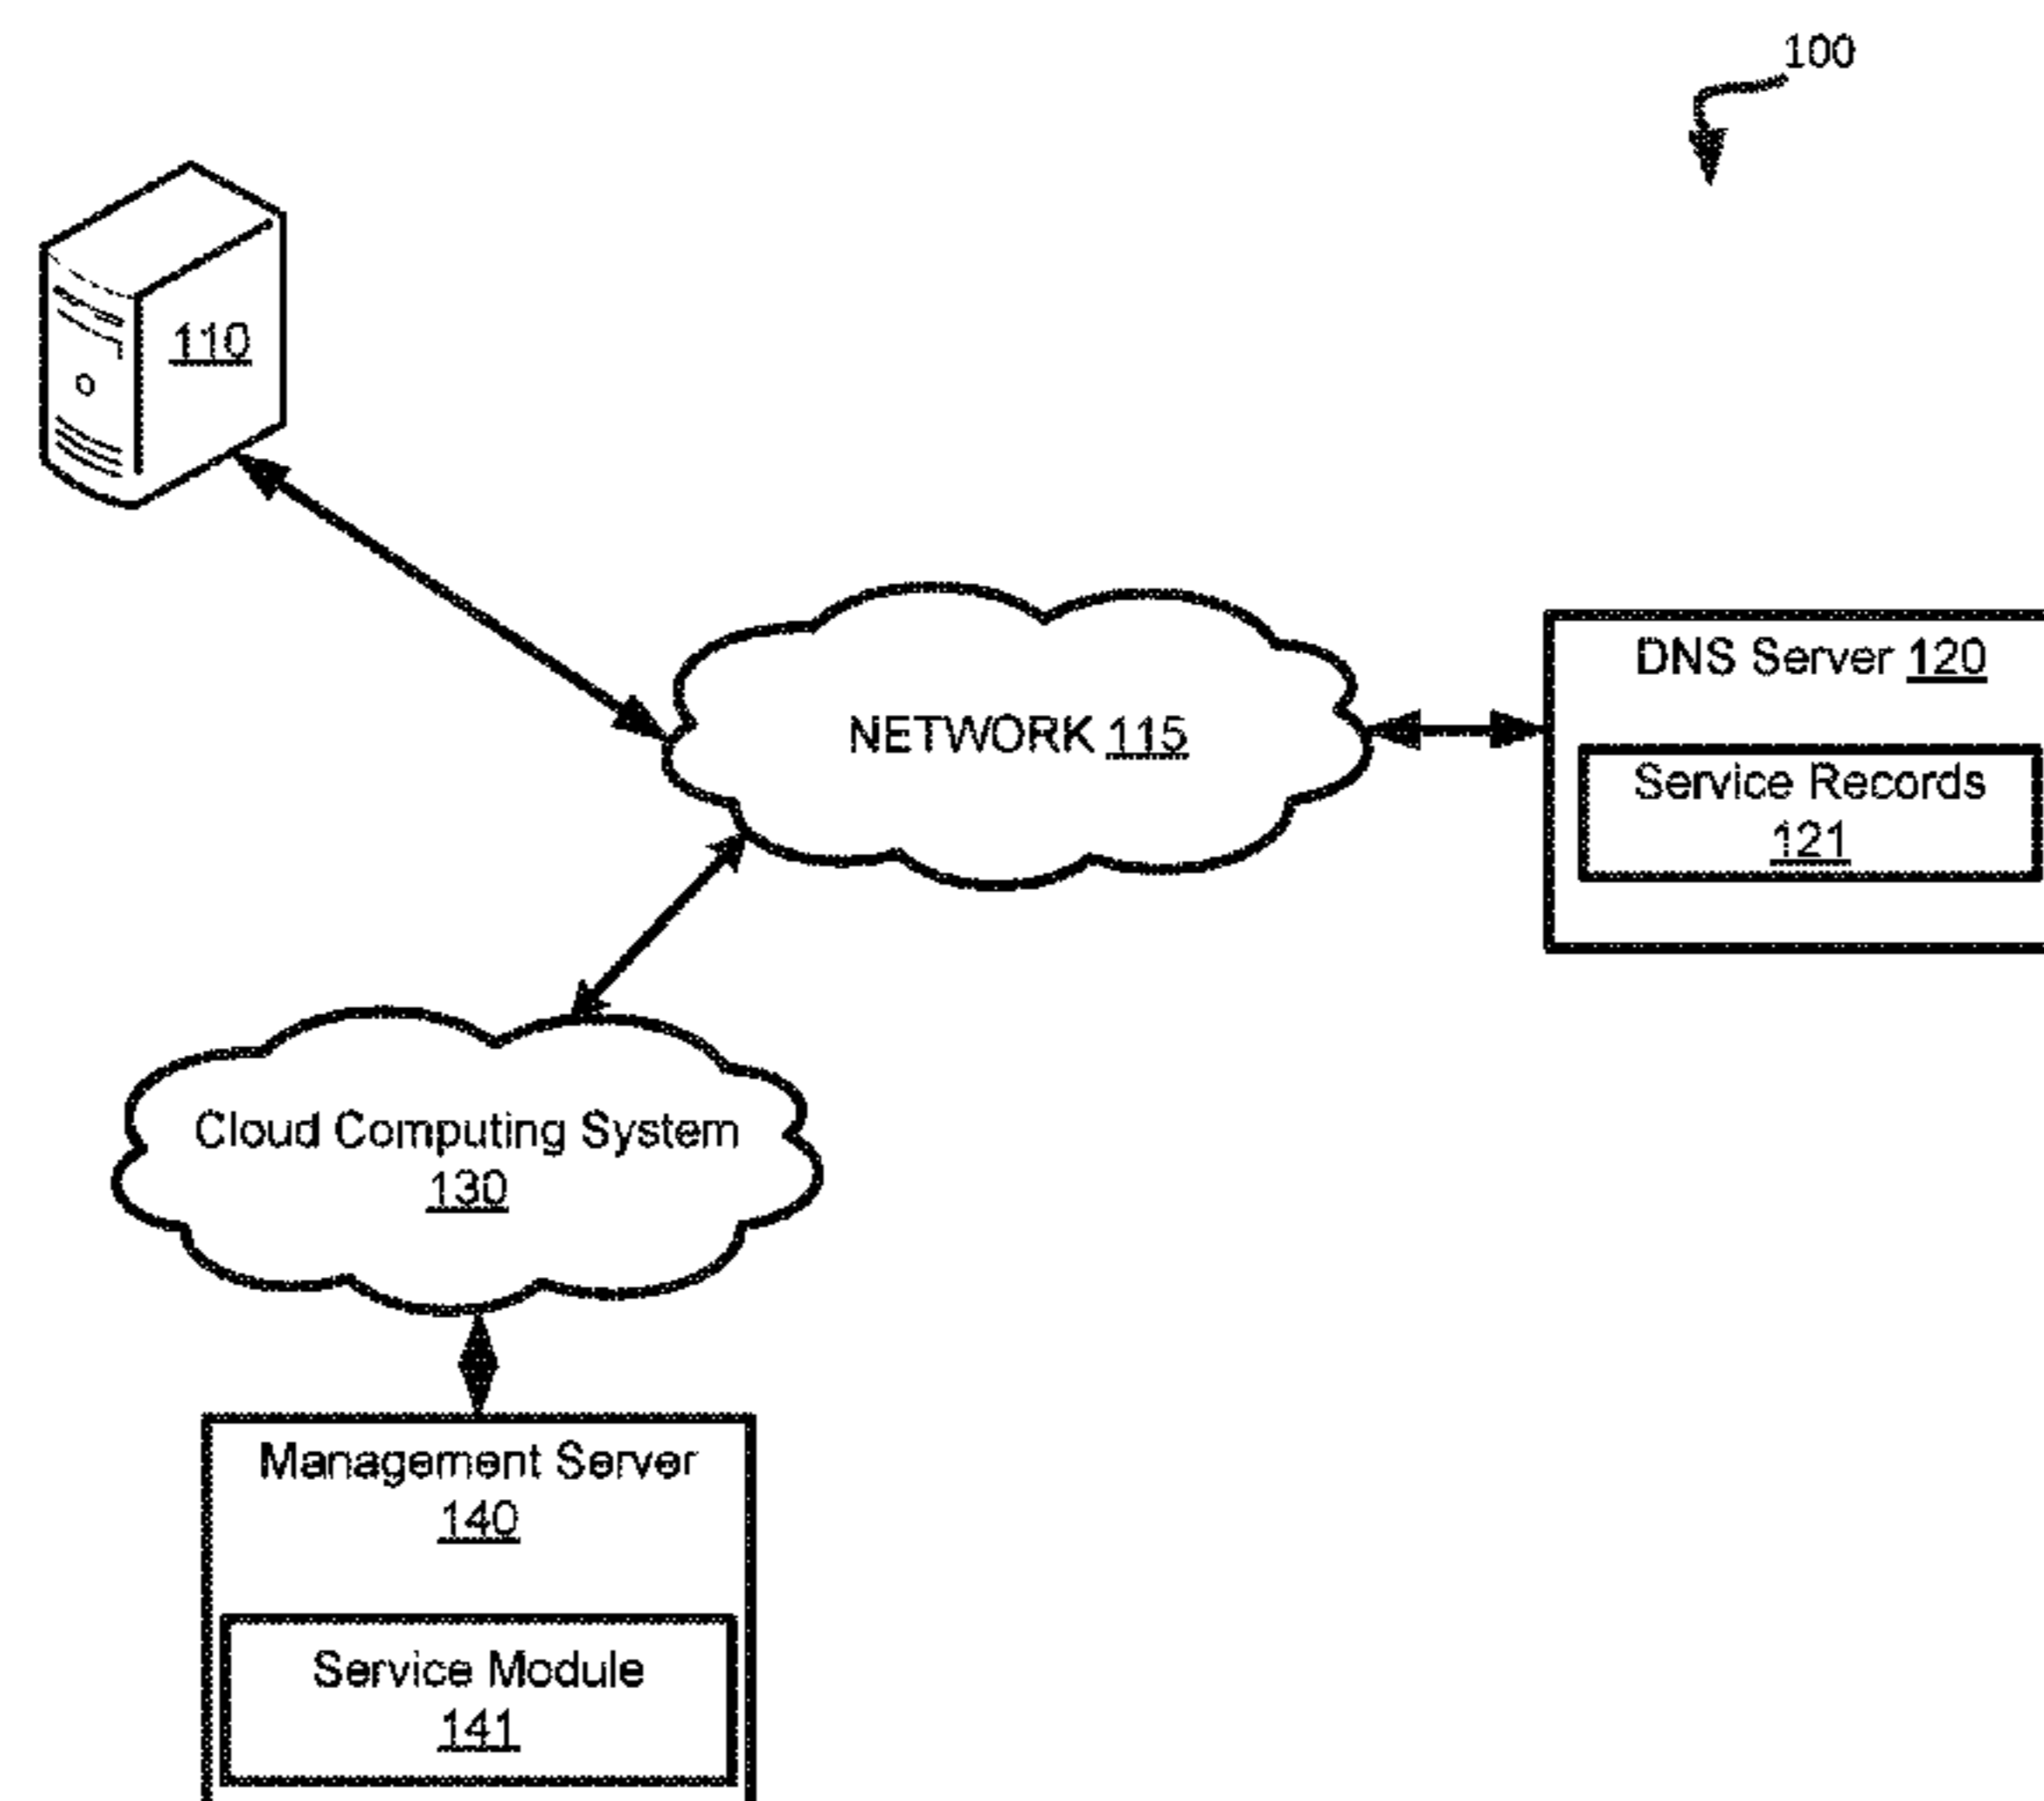 100
110
NETWORK 115
DNS Server 120
Service Records
121
Cloud Computing System
130
Management Server
140
Service Module
141